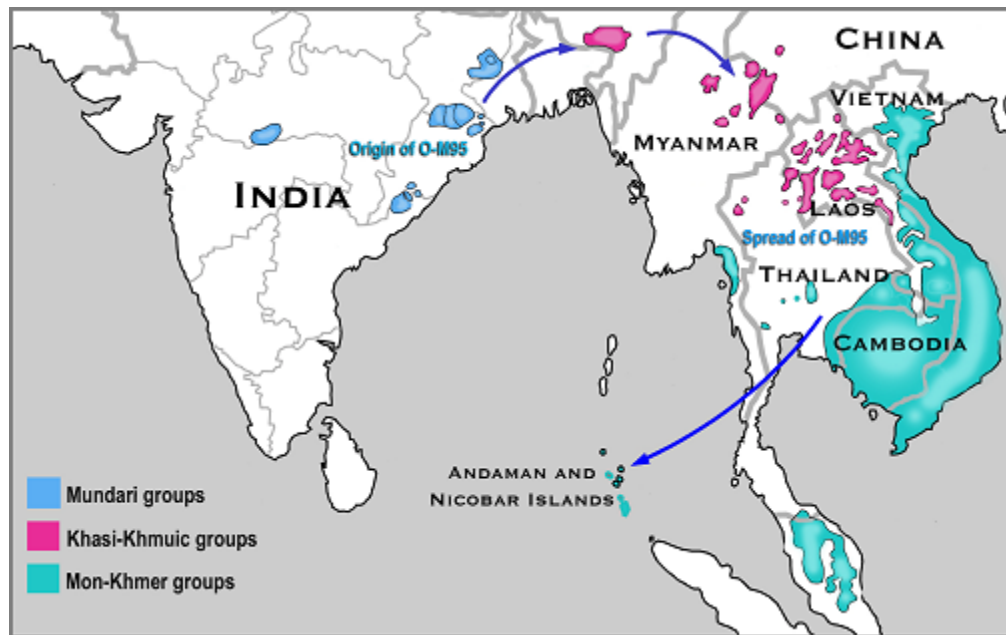 CHINA
VIETNAM
MYANMAR
Origin of O-M95
INDIA
LAOS
Spread of O-M95
THAILAND
CAMBODIA
ANDAMAN AND
NICOBAR ISLANDS
Mundari groups
Khasi-Khmuic groups
Mon-Khmer groups